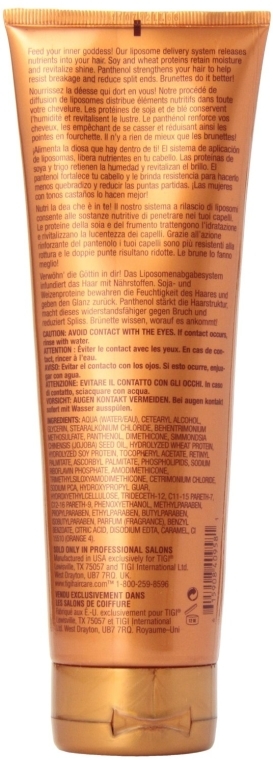 Feed your inner goddess! Our liposome delivery system releases
nutrients into your hair. Soy and wheat proteins retain moisture
and revitalize shine. Panthenol strengthens your hair to help
resist breakage and reduce split ends. Brunettes do it better!
Nourrissez la déesse qui dort en vous! Notre procédé de
diffusion de liposomes distribue des éléments nutritifs dans toute
votre chevelure. Les protéines de soja et de blé conservent
l'humidité et revitalisent le lustre. Le panthénol fortifie vos
cheveux, les empêchant de se casser et réduisant ainsi les
pointes en fourchette. Il n'y a rien de mieux que les brunettes!
¡Alimenta la diosa que hay dentro de ti! El sistema de aplicación
de liposomas, libera nutrientes en tu cabello. Las proteínas de
soya y trigo retienen la humedad y revitalizan el brillo. El pan-
tenol fortalece tu cabello y le brinda resistencia para hacerlo
menos quebradizo y reducir las puntas partidas. ¡Las mujeres
con tonos castaños lo hacen mejor!
Nutri la dea che è in te! Il nostro sistema a rilascio di liposomi
consente alle sostanze nutritive di penetrare nei tuoi capelli.
Le proteine della soia e del frumento trattengono l'idratazione
e rivitalizzano la lucentezza dei capelli. Grazie all'azione
rinforzante del pantenolo i tuoi capelli sono più resistenti alla
rottura e le doppie punte risultano ridotte. Le brune lo fanno
meglio!
Verwöhn' die Göttin in dir! Das Liposomenabgabesystem
durchflutet das Haar mit Nährstoffen. Soja- und
Weizenproteine bewahren die Feuchtigkeit des Haares und
geben den Glanz zurück. Panthenol stärkt die Haarstruktur,
macht dieses widerstandsfähiger gegen Bruch und
reduziert Spliss. Brunette wissen, worauf es ankommt!
CAUTION: AVOID CONTACT WITH THE EYES. If contact occurs,
rinse with water.
ATTENTION : Éviter le contact avec les yeux. En cas de con-
tact, rincer à l'eau.
AVISO: Evitar el contacto con los ojos. Si esto ocurre, enjua-
gar con agua.
ATTENZIONE: EVITARE IL CONTATTO CON GLI OCCHI. In caso
di contatto, sciacquare con acqua.
VORSICHT: AUGEN KONTAKT VERMEIDEN. Bei augen kontakt
sofort mit Wasser ausspülen.
INGREDIENTS: AQUA (WATER/EAU), CETEARYL ALCOHOL,
GLYCERIN, STEARALKONIUM CHLORIDE, BEHENTRIMONIUM
METHOSULFATE, PANTHENOL, DIMETHICONE, SIMMONDSIA
CHINENSIS (JOJOBA) SEED OIL, HYDROLYZED WHEAT PROTEIN,
HYDROLYZED SOY PROTEIN, TOCOPHERYL ACETATE, RETINYL
PALMITATE, ASCORBYL PALMITATE, PHOSPHOLIPIDS, SODIUM
ASCORBYL PHOSPHATE, AMODIMETHICONE,
TRIMETHYLSILYLAMODIMETHICONE, CETRIMONIUM CHLORIDE,
SODIUM PCA, HYDROXYPROPYL GUAR,
HYDROXYETHYLCELLULOSE, TRIDECETH-12, C11-15 PARETH-7,
C12-16 PARETH-9, PHENOXYETHANOL, METHYLPARABEN,
PROPYLPARABEN, ETHYLPARABEN, BUTYLPARABEN,
ISOBUTYLPARABEN, PARFUM (FRAGRANCE), BENZYL
BENZOATE, CITRIC ACID, DISODIUM EDTA, CARAMEL, CI
SOLD ONLY IN PROFESSIONAL SALONS
Manufactured in USA exclusively for TIGI®
Lewisville, TX 75057 and TIGI International Ltd.
West Drayton, UB7 7RG, UK
www.tigihaircare.com™ 1-800-259-8596
VENDU EXCLUSIVEMENT DANS
LES SALONS DE COIFFURE
Fabriqué aux É.-U. exclusivement pour TIGI®
Lewisville, TX 75057 et TIGI International
Ltd. West Drayton, UB7 7RG, Royaume-Uni